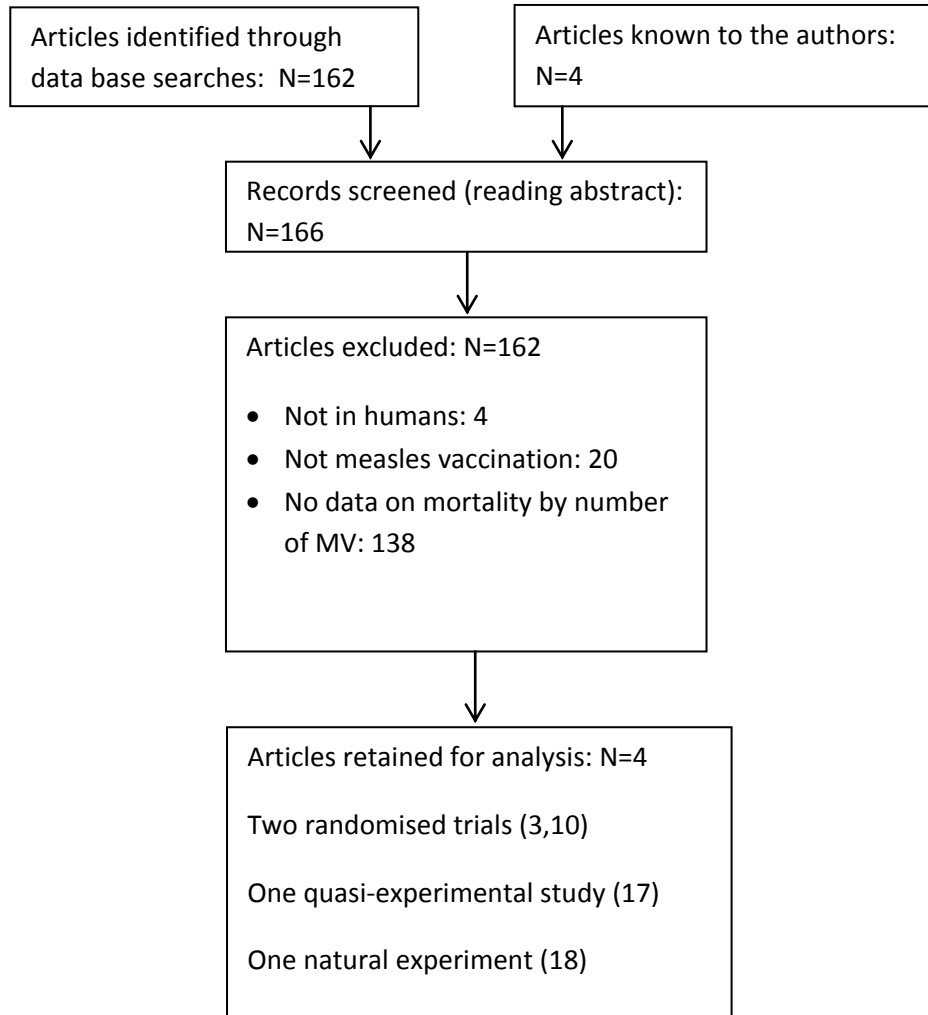 Articles identified through
data base searches:  N=162
Articles known to the authors:
N=4
Records screened (reading abstract):
N=166
Articles excluded: N=162
• Not in humans: 4
• Not measles vaccination: 20
• No data on mortality by number
of MV: 138
Articles retained for analysis: N=4
Two randomised trials (3,10)
One quasi-experimental study (17)
One natural experiment (18)